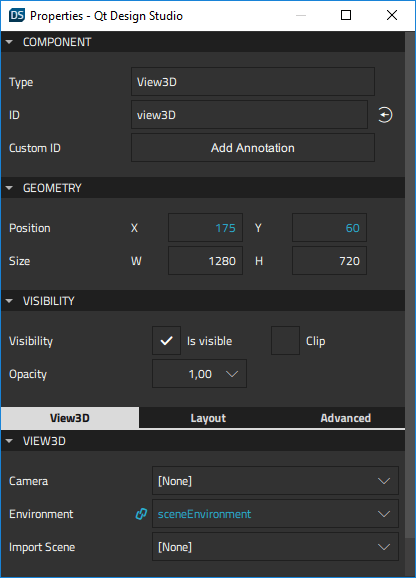 DS Properties - Qt Design Studio
COMPONENT
Type View3D
ID view3D
Custom ID Add Annotation
GEOMETRY
Position X 175 Y 60
Size W 1280 H 720
VISIBILITY
Visibility Is visible Clip
Opacity 1,00
View3D Layout Advanced
VIEW3D
Camera [None]
Environment sceneEnvironment
Import Scene [None]